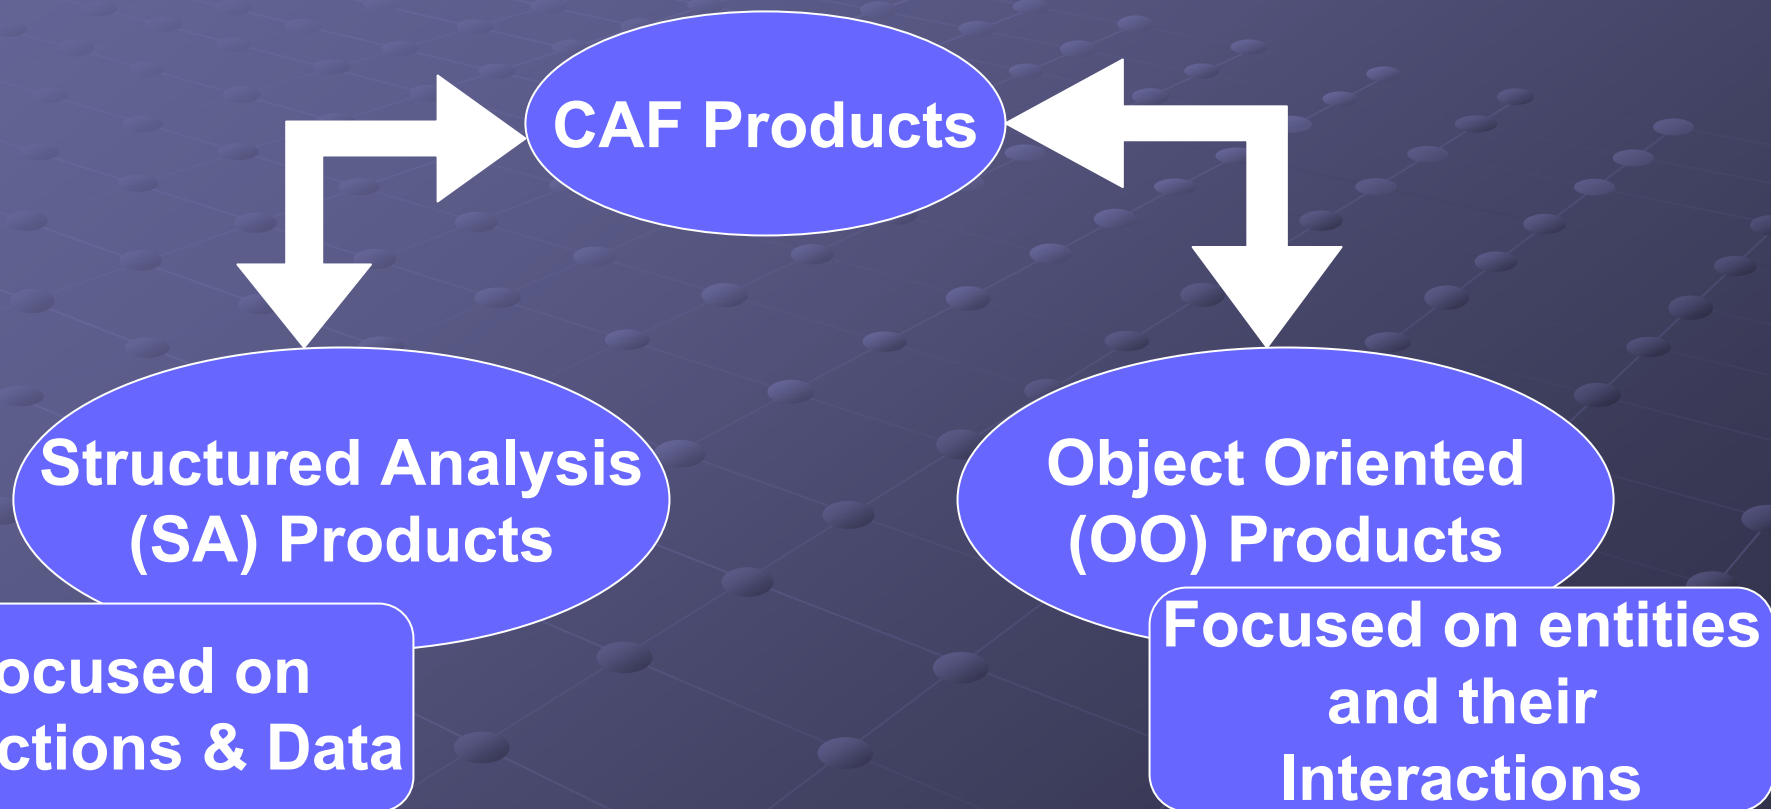 CAF Products
Structured Analysis
(SA) Products
Object Oriented
(OO) Products
ocused on
ctions & Data
Focused on entities
and their
Interactions